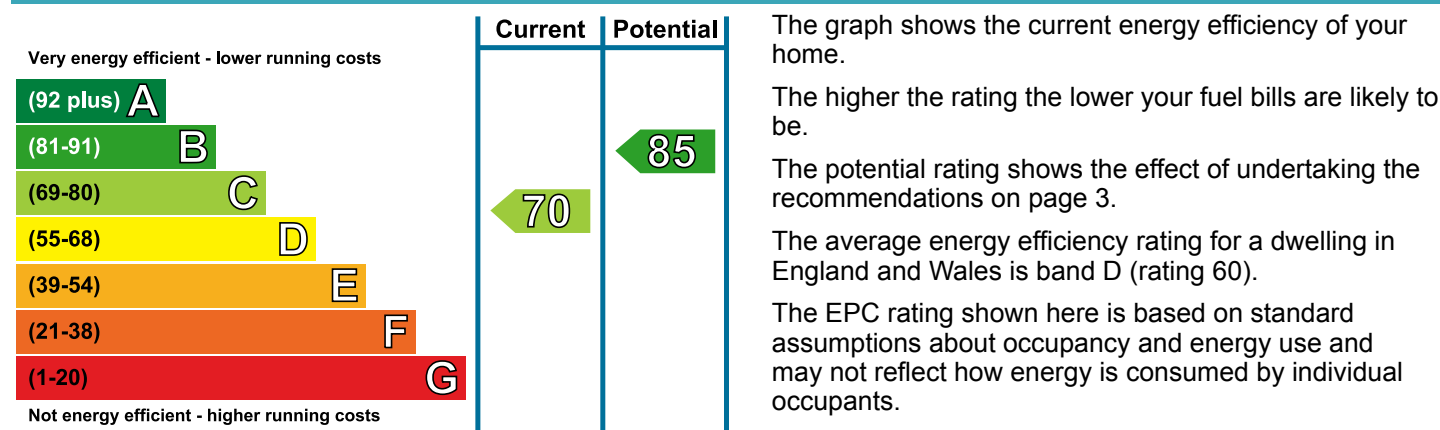 Current Potential
Very energy efficient - lower running costs
(92 plus) A
(81-91) B
(69-80) C
(55-68) D
(39-54) E
(21-38) F
(1-20) G
Not energy efficient - higher running costs
70
85
The graph shows the current energy efficiency of your
home.
The higher the rating the lower your fuel bills are likely to
be.
The potential rating shows the effect of undertaking the
recommendations on page 3.
The average energy efficiency rating for a dwelling in
England and Wales is band D (rating 60).
The EPC rating shown here is based on standard
assumptions about occupancy and energy use and
may not reflect how energy is consumed by individual
occupants.